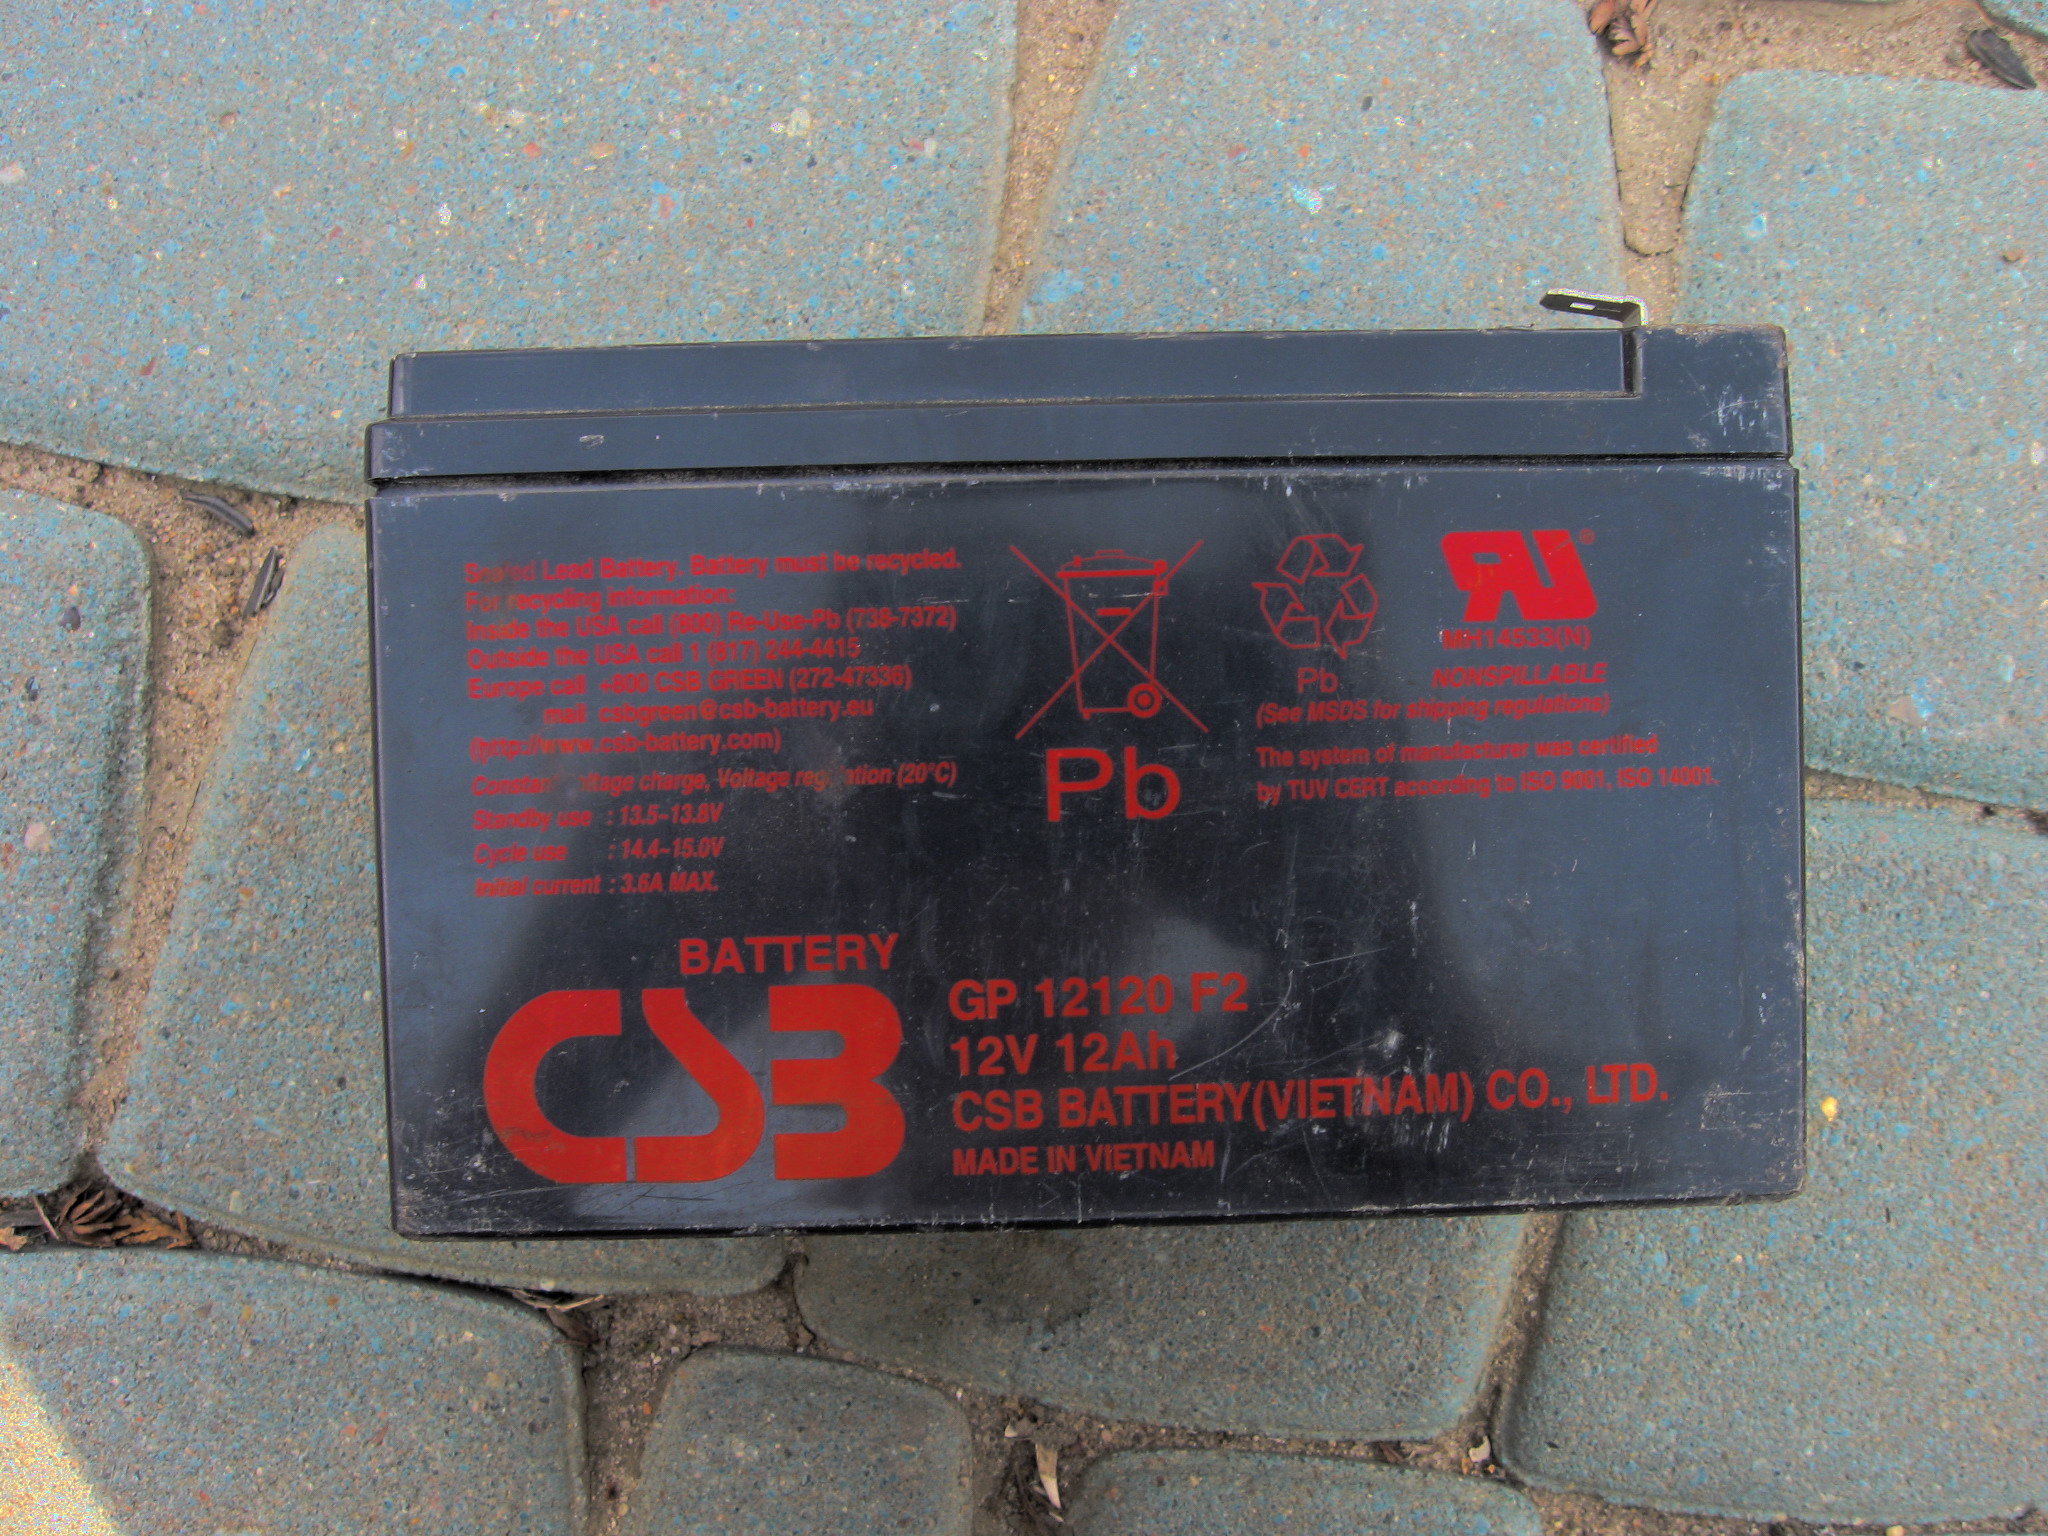 Sealed Lead Battery. Battery must be recycled.
For recycling information:
Inside the USA call (800) Re-Use-Pb (738-7372)
Outside the USA call 1 (817) 244-4415
Europe call +800 CSB GREEN (272-47336)
mail csbgreen@csb-battery.eu
(http://www.csb-battery.com)
Constant charge, Voltage (20°C)
Standby use : 13.5~13.8V
Cycle use : 14.4~15.0V
Initial current : 3.6A MAX.
Pb
Pb
RU®
MH14533(N)
NONSPILLABLE
(See MSDS for shipping regulations)
The system of manufacturer was certified
by TUV CERT according to ISO 9001, ISO 14001.
BATTERY
CSB
GP 12120 F2
12V 12Ah
CSB BATTERY(VIETNAM) CO., LTD.
MADE IN VIETNAM